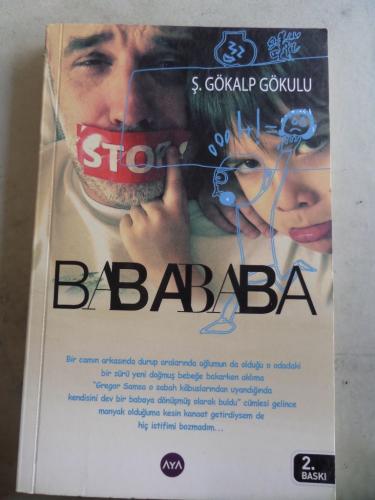 Ş. GÖKALP GÖKULU
1+1=
STOP
BABABABA
Bir camın arkasında durup aralarında oğlumun da olduğu o odadaki
bir sürü yeni doğmuş bebeğe bakarken aklıma
"Gregor Samsa o sabah kâbuslarından uyandığında
kendisini dev bir babaya dönüşmüş olarak buldu" cümlesi gelince
manyak olduğuma kesin kanaat getirdiysem de
hiç istifimi bozmadım...
AYA
2.
BASKI